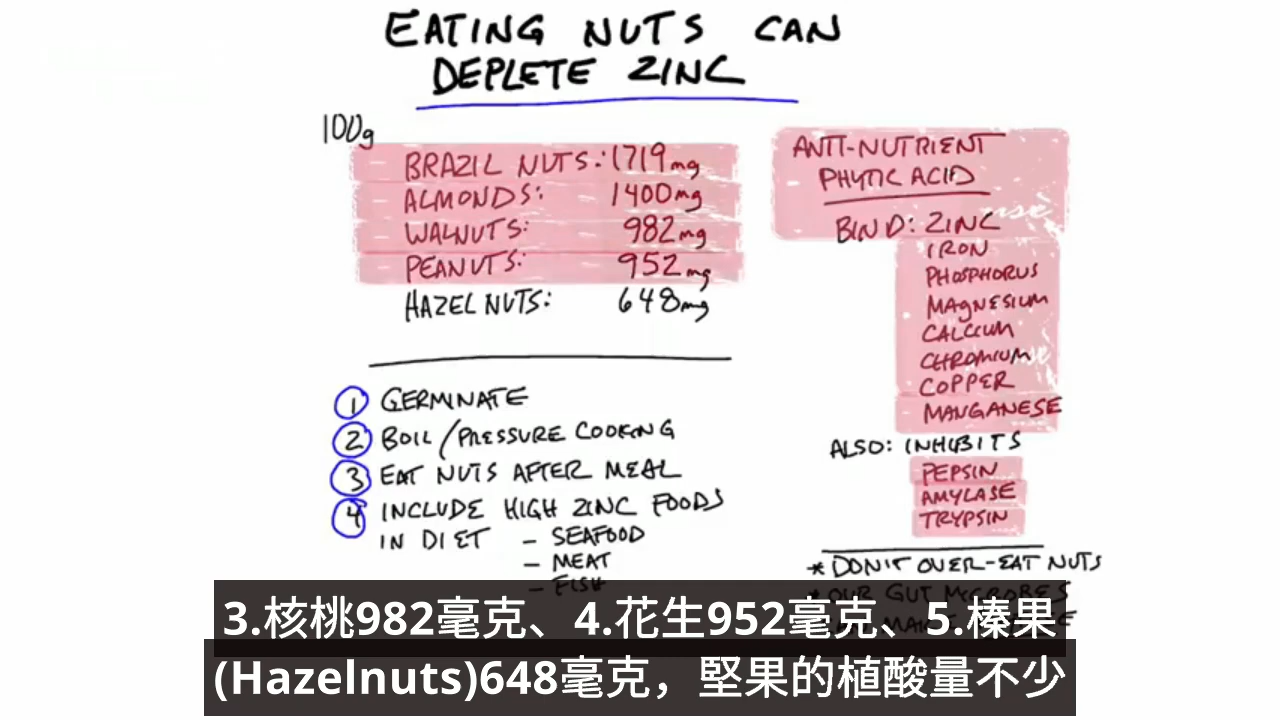 EATING NUTS CAN
DEPLETE ZINC
100g
BRAZIL NUTS: 1719mg
ALMONDS: 1400mg
WALNUTS: 982mg
PEANUTS: 952mg
HAZEL NUTS: 648mg
1 GERMINATE
2 BOIL/PRESSURE COOKING
3 EAT NUTS AFTER MEAL
4 INCLUDE HIGH ZINC FOODS
IN DIET - SEAFOOD
- MEAT
- FISH
ANTI-NUTRIENT
PHYTIC ACID
BIND: ZINC
IRON
PHOSPHORUS
MAGNESIUM
CALCIUM
CHROMIUM
COPPER
MANGANESE
ALSO: INHIBITS
PEPSIN
AMYLASE
TRYPSIN
* DON'T OVER-EAT NUTS
* OUR GUT MICROBES
3.核桃982毫克、4.花生952毫克、5.榛果
(Hazelnuts)648毫克，堅果的植酸量不少